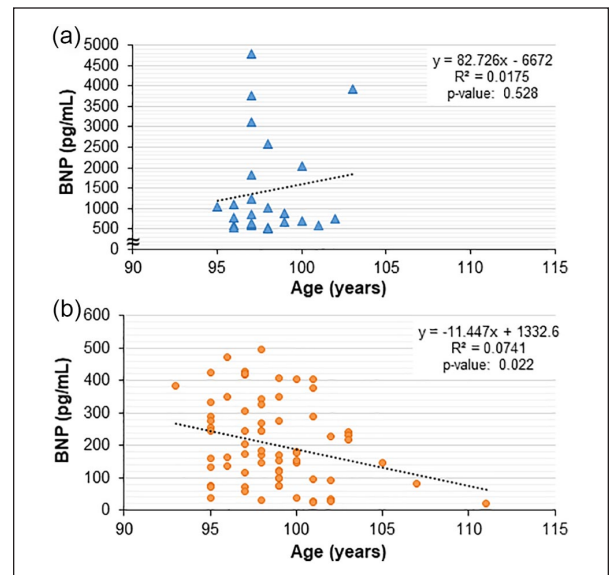 (a)
5000
4500
4000
3500
3000
2500
2000
1500
1000
500
0
BNP (pg/mL)
y = 82.726x - 6672
R² = 0.0175
p-value: 0.528
90 95 100 105 110 115
Age (years)
(b)
600
500
400
300
200
100
0
BNP (pg/mL)
y = -11.447x + 1332.6
R² = 0.0741
p-value: 0.022
90 95 100 105 110 115
Age (years)